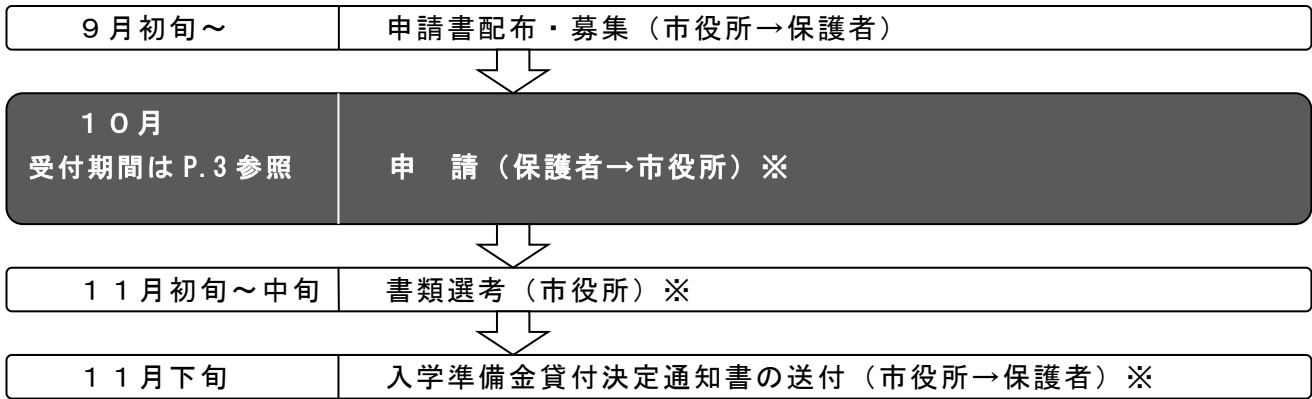 ９月初旬～ 申請書配布・募集（市役所→保護者）
１０月
受付期間は P.3 参照 申　請（保護者→市役所）※
１１月初旬～中旬 書類選考（市役所）※
１１月下旬 入学準備金貸付決定通知書の送付（市役所→保護者）※